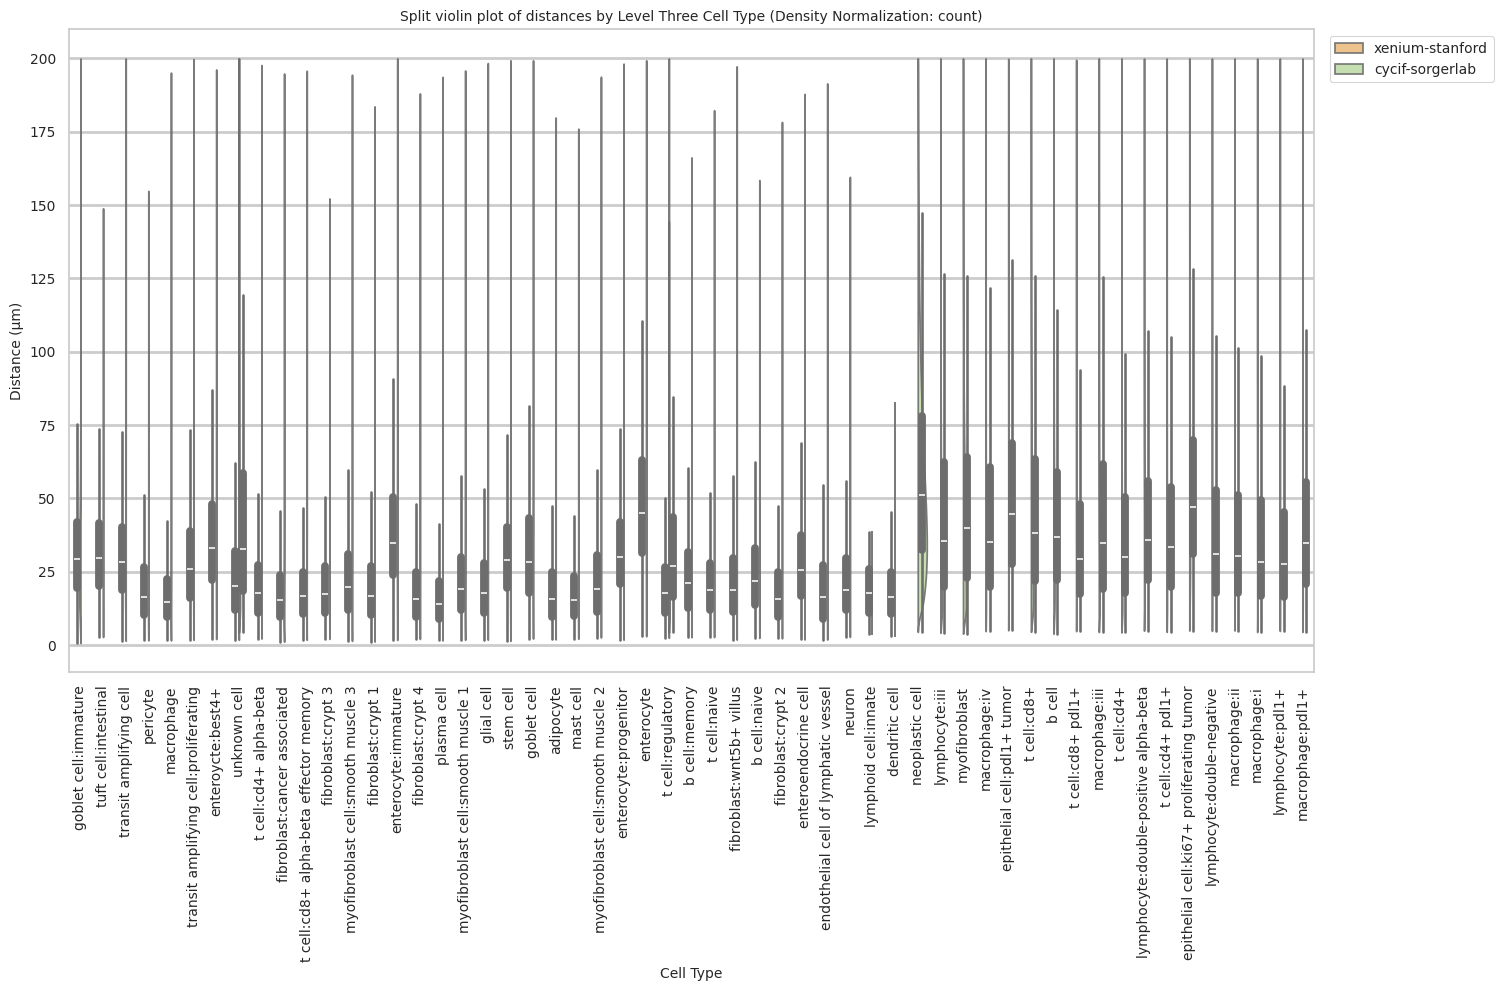 Split violin plot of distances by Level Three Cell Type (Density Normalization: count)
xenium-stanford
cycif-sorgerlab
Distance (µm)
200
175
150
125
100
75
50
25
0
goblet cell:immature
tuft cell:intestinal
transit amplifying cell
pericyte
macrophage
transit amplifying cell:proliferating
enteroyctc:best4+
unknown cell
t cell:cd4+ alpha-beta
fibroblast:cancer associated
t cell:cd8+ alpha-beta effector memory
fibroblast:crypt 3
myofibroblast cell:smooth muscle 3
fibroblast:crypt 1
enterocyte:immature
fibroblast:crypt 4
plasma cell
myofibroblast cell:smooth muscle 1
glial cell
stem cell
goblet cell
adipocyte
mast cell
myofibroblast cell:smooth muscle 2
enterocyte:progenitor
enterocyte
t cell:regulatory
b cell:memory
t cell:naive
fibroblast:wnt5b+ villus
b cell:naive
fibroblast:crypt 2
enteroendocrine cell
endothelial cell of lymphatic vessel
neuron
lymphoid cell:innate
dendritic cell
neoplastic cell
lymphocyte:iii
myofibroblast
macrophage:iv
epithelial cell:pdl1+ tumor
t cell:cd8+
b cell
t cell:cd8+ pdl1+
macrophage:iii
t cell:cd4+
lymphocyte:double-positive alpha-beta
t cell:cd4+ pdl1+
epithelial cell:ki67+ proliferating tumor
lymphocyte:double-negative
macrophage:ii
macrophage:i
lymphocyte:pdl1+
macrophage:pdl1+
Cell Type